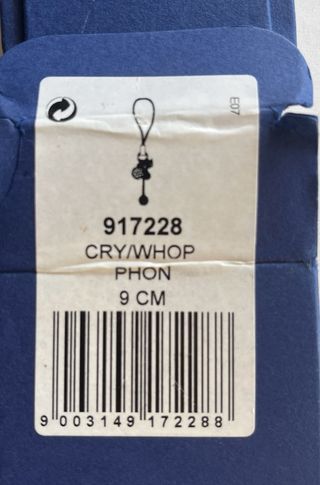 E07
917228
CRY/WHOP
PHON
9 CM
9 003149 172288